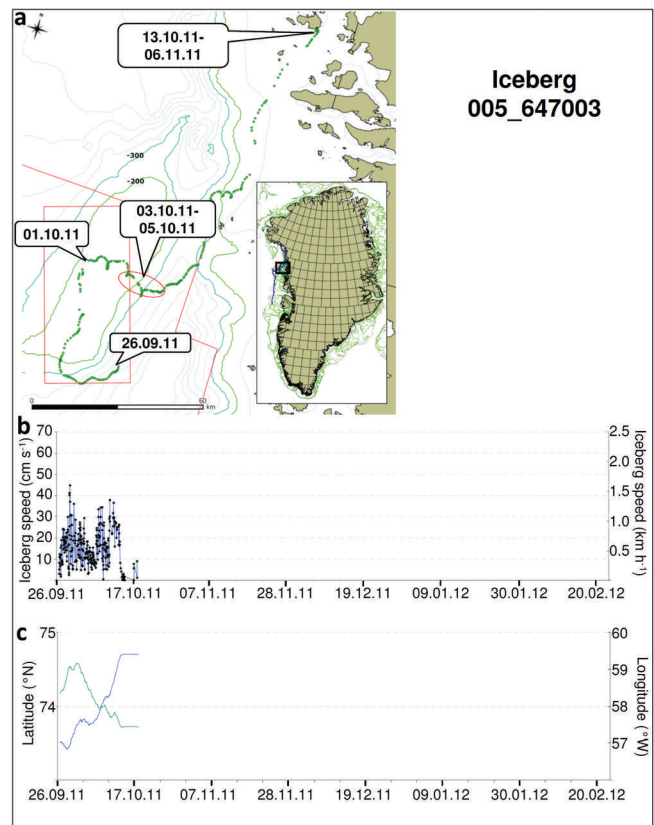 a
13.10.11-
06.11.11
Iceberg
005_647003
-300
-200
03.10.11-
05.10.11
01.10.11
26.09.11
0
60
km
b
Iceberg speed (cm s⁻¹)
70
60
50
40
30
20
10
2.5
2.0
1.5
1.0
0.5
Iceberg speed (km h⁻¹)
26.09.11 17.10.11 07.11.11 28.11.11 19.12.11 09.01.12 30.01.12 20.02.12
c
Latitude (°N)
75
74
60
59
58
57
Longitude (°W)
26.09.11 17.10.11 07.11.11 28.11.11 19.12.11 09.01.12 30.01.12 20.02.12